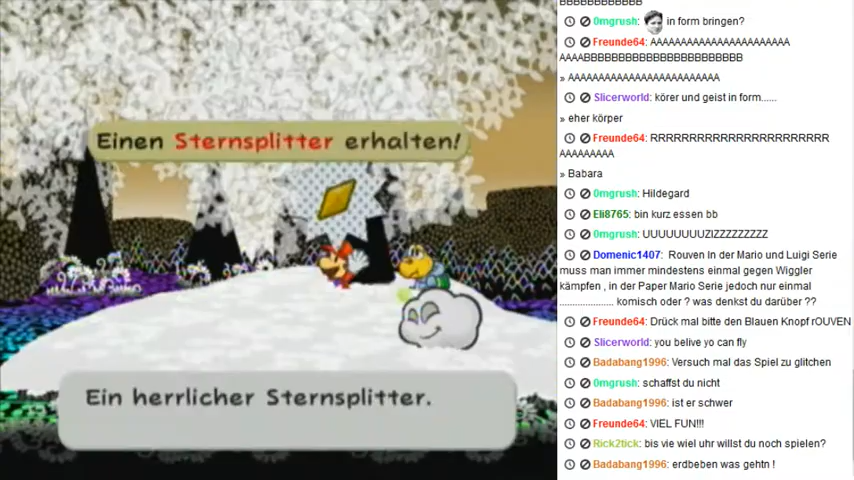 Einen Sternsplitter erhalten!
Ein herrlicher Sternsplitter.
BBBBBBBBBBBB
0mgrush: in form bringen?
Freunde64: AAAAAAAAAAAAAAAAAAAAAAA
AAAABBBBBBBBBBBBBBBBBBBBBBB
» AAAAAAAAAAAAAAAAAAAAAAAAA
Slicerworld: körer und geist in form......
» eher körper
Freunde64: RRRRRRRRRRRRRRRRRRRRRRR
AAAAAAAAA
» Babara
0mgrush: Hildegard
Eli8765: bin kurz essen bb
0mgrush: UUUUUUUUZIZZZZZZZZZ
Domenic1407: Rouven In der Mario und Luigi Serie
muss man immer mindestens einmal gegen Wiggler
kämpfen , in der Paper Mario Serie jedoch nur einmal
..................... komisch oder ? was denkst du darüber ??
Freunde64: Drück mal bitte den Blauen Knopf rOUVEN
Slicerworld: you belive yo can fly
Badabang1996: Versuch mal das Spiel zu glitchen
0mgrush: schaffst du nicht
Badabang1996: ist er schwer
Freunde64: VIEL FUN!!!
Rick2tick: bis vie wiel uhr willst du noch spielen?
Badabang1996: erdbeben was gehtn !